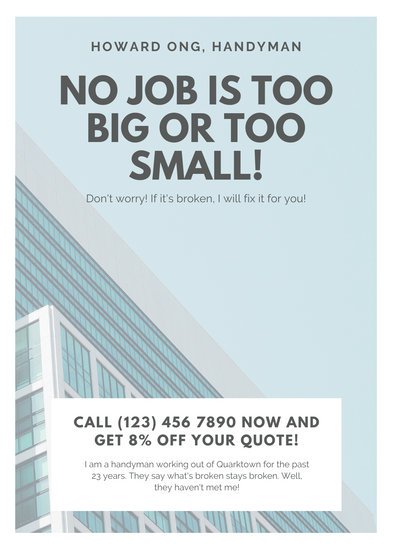 HOWARD ONG, HANDYMAN
NO JOB IS TOO
BIG OR TOO
SMALL!
Don't worry! If it's broken, I will fix it for you!
CALL (123) 456 7890 NOW AND
GET 8% OFF YOUR QUOTE!
I am a handyman working out of Quarktown for the past
23 years. They say what's broken stays broken. Well,
they haven't met me!